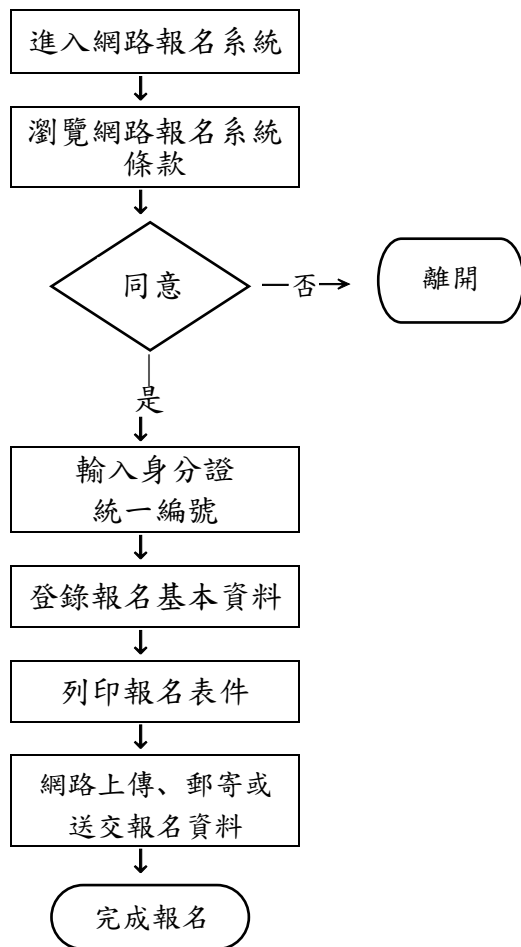 進入網路報名系統
瀏覽網路報名系統
條款
同意
否
離開
是
輸入身分證
統一編號
登錄報名基本資料
列印報名表件
網路上傳、郵寄或
送交報名資料
完成報名